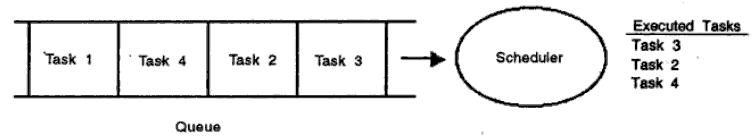 Task 1 Task 4 Task 2 Task 3
Scheduler
Queue
Executed Tasks
Task 3
Task 2
Task 4